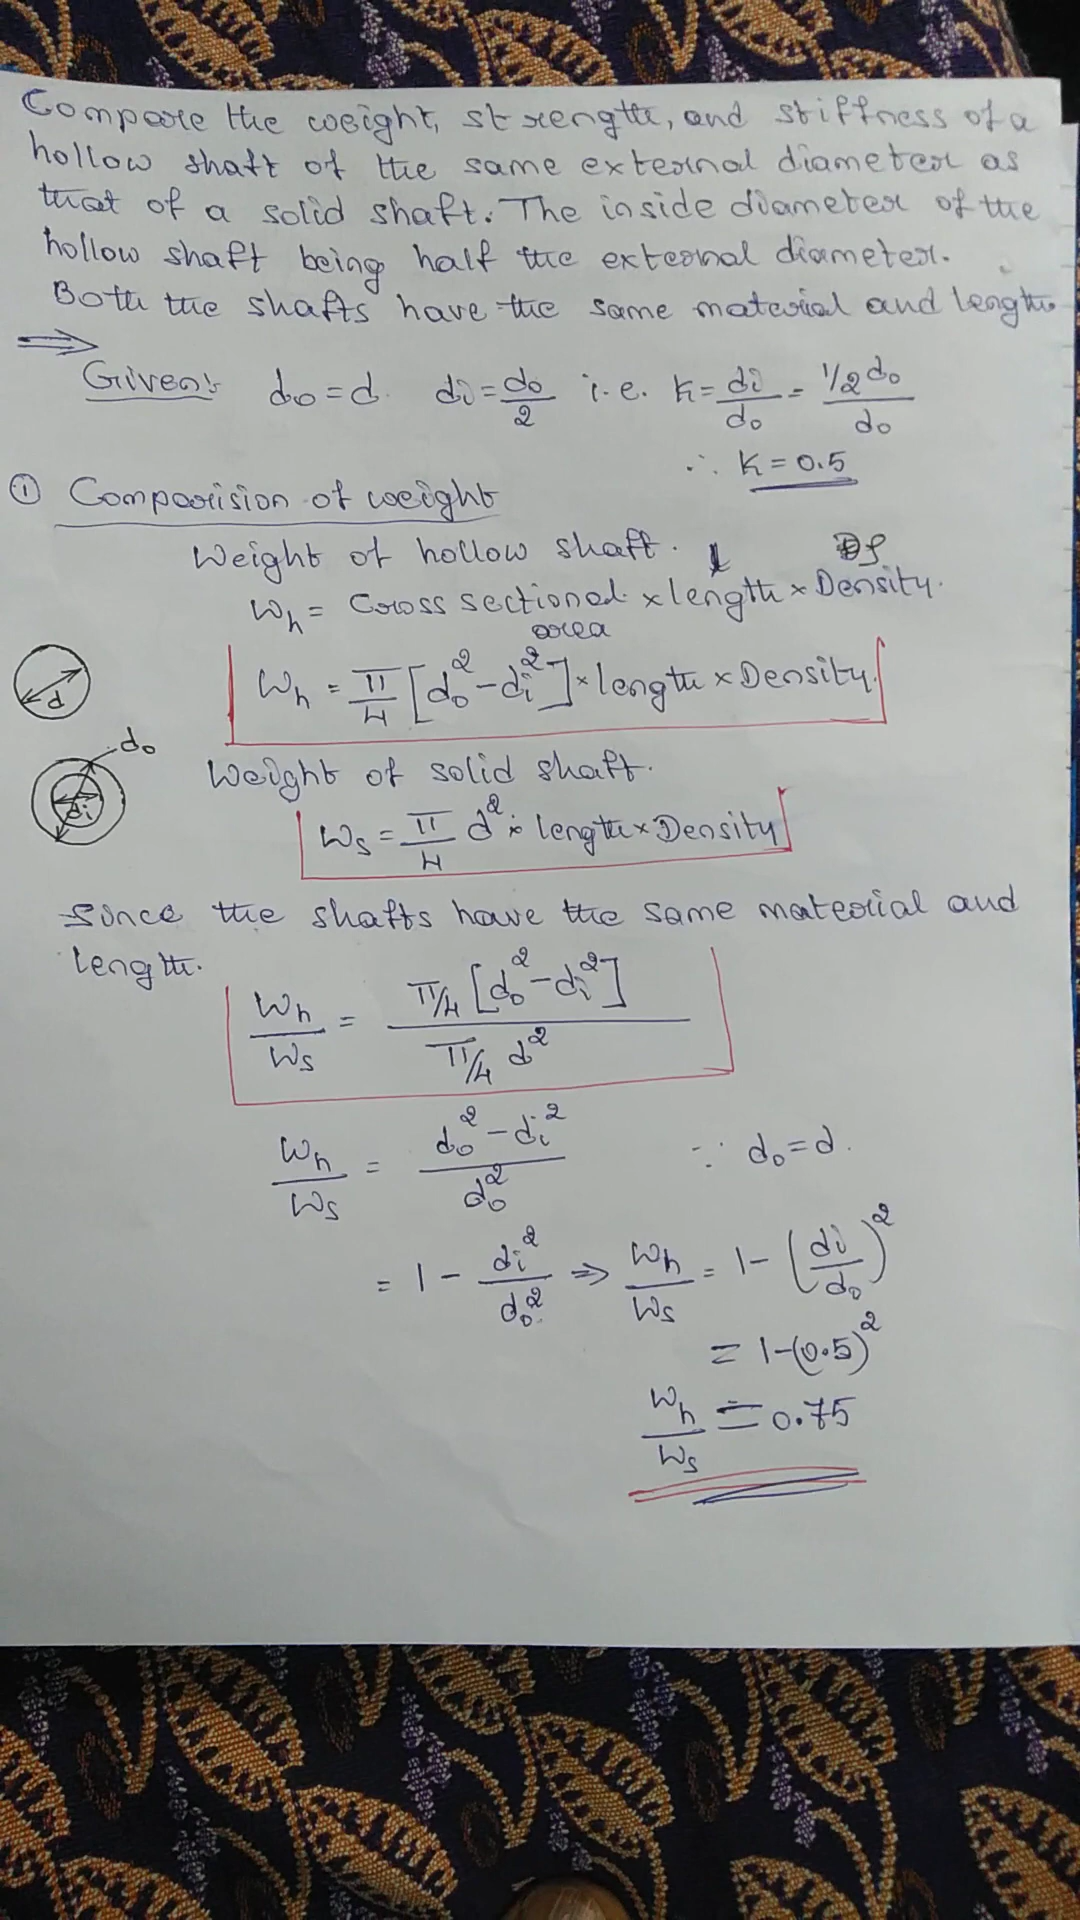 Compare the weight, strength, and stiffness of a
hollow shaft of the same external diameter as
that of a solid shaft. The inside diameter of the
hollow shaft being half the external diameter.
Both the shafts have the same material and length
⇒
Given:- do = d. di = do/2 i.e. K = di/do = 1/2 do/do
∴ K = 0.5
① Comparision of weight
Weight of hollow shaft.
Wh = Cross sectional area × length × Density.
Wh = π/4 [do² - di²] × length × Density.
d
do
di
Weight of solid shaft.
Ws = π/4 d² × length × Density
Since the shafts have the same material and
length.
Wh/Ws = π/4 [do² - di²] / π/4 d²
Wh/Ws = do² - di² / do² ∵ do = d.
= 1 - di²/do² ⇒ Wh/Ws = 1 - (di/do)²
= 1-(0.5)²
Wh/Ws = 0.75